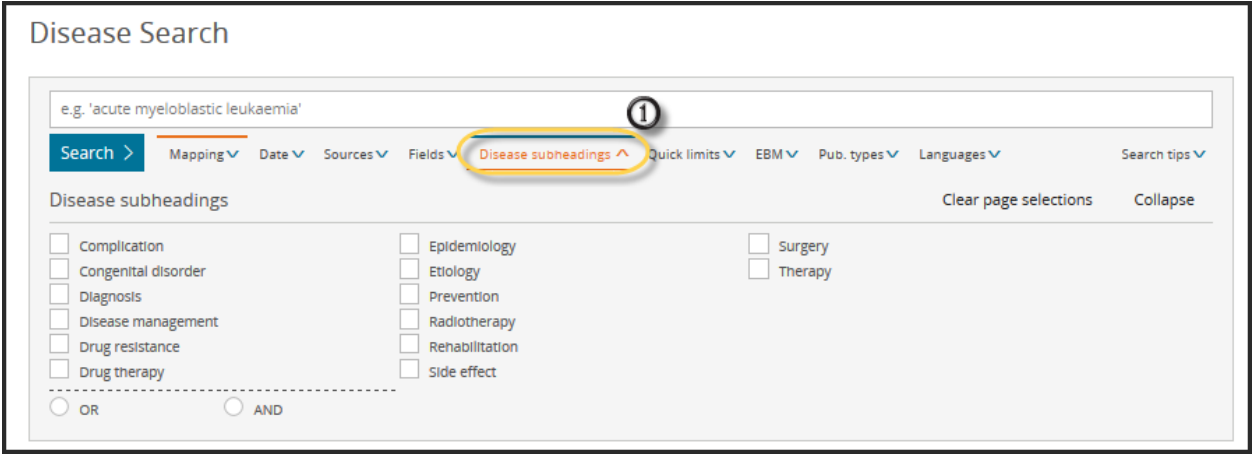 Disease Search
e.g. 'acute myeloblastic leukaemia'
1
Search > Mapping Date Sources Fields Disease subheadings Quick limits EBM Pub. types Languages Search tips
Disease subheadings Clear page selections Collapse
Complication Epidemiology Surgery
Congenital disorder Etiology Therapy
Diagnosis Prevention
Disease management Radiotherapy
Drug resistance Rehabilitation
Drug therapy Side effect
OR AND